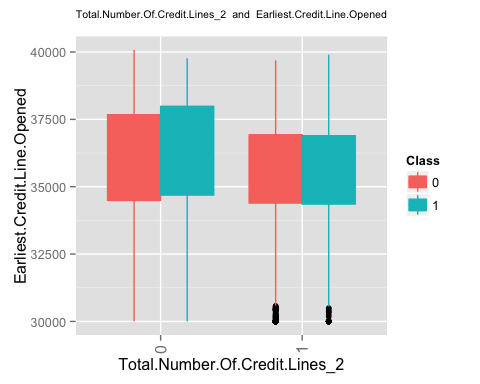 Total.Number.Of.Credit.Lines_2 and Earliest.Credit.Line.Opened
40000
37500
35000
32500
30000
Earliest.Credit.Line.Opened
0
1
Total.Number.Of.Credit.Lines_2
Class
0
1